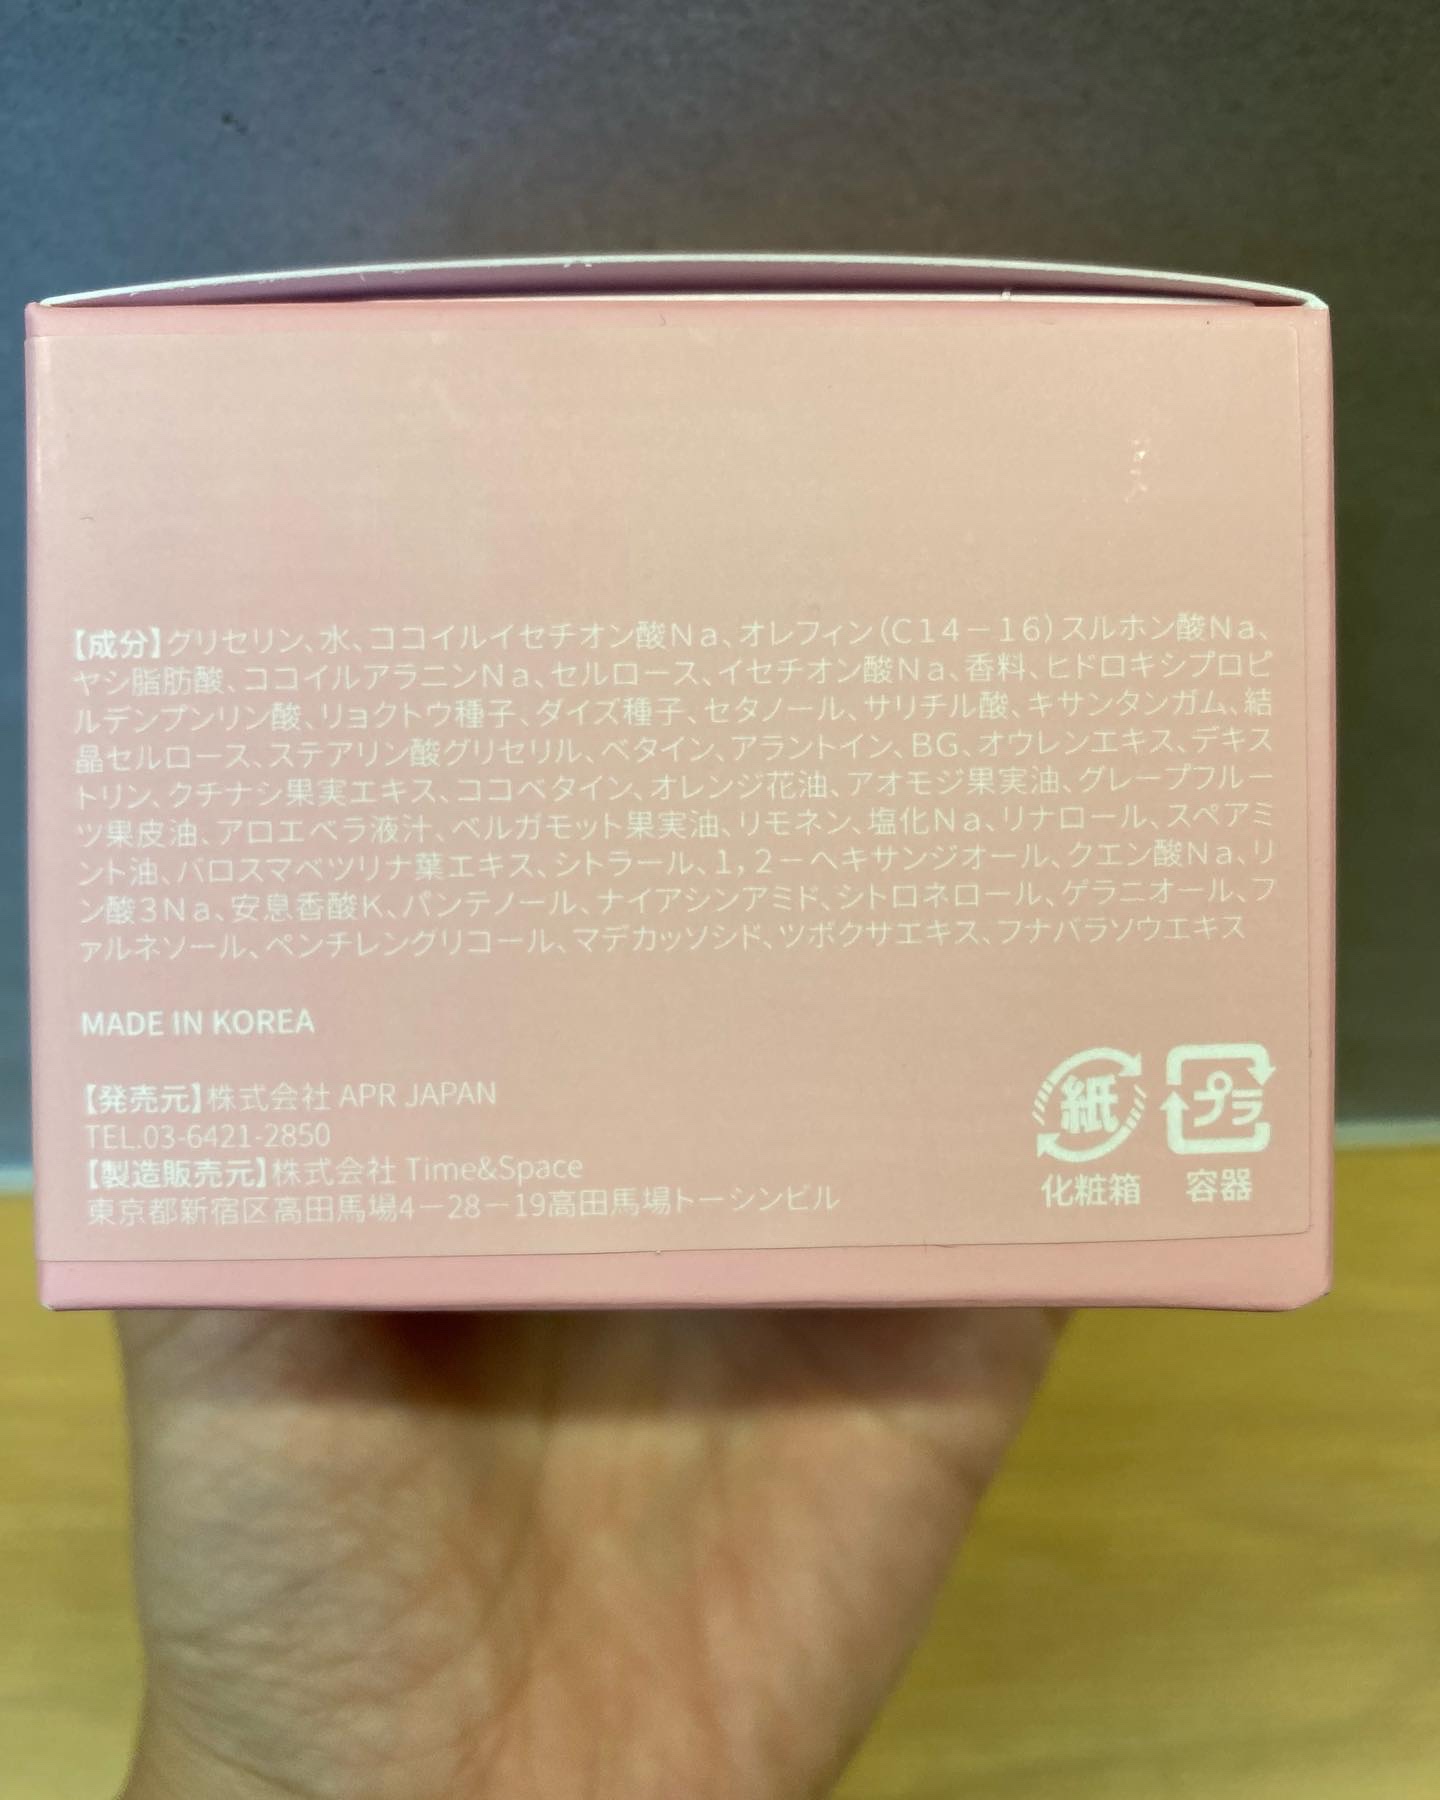 【成分】グリセリン、水、ココイルイセチオン酸Na、オレフィン(C14－16)スルホン酸Na、
ヤシ脂肪酸、ココイルアラニンNa、セルロース、イセチオン酸Na、香料、ヒドロキシプロピ
ルデンプンリン酸、リョクトウ種子、ダイズ種子、セタノール、サリチル酸、キサンタンガム、結
晶セルロース、ステアリン酸グリセリル、ベタイン、アラントイン、BG、オウレンエキス、デキス
トリン、クチナシ果実エキス、ココベタイン、オレンジ花油、アオモジ果実油、グレープフルー
ツ果皮油、アロエベラ液汁、ベルガモット果実油、リモネン、塩化Na、リナロール、スペアミ
ント油、バロスマベツリナ葉エキス、シトラール、1,2－ヘキサンジオール、クエン酸Na、リ
ン酸3Na、安息香酸K、パンテノール、ナイアシンアミド、シトロネロール、ゲラニオール、フ
ァルネソール、ペンチレングリコール、マデカッソシド、ツボクサエキス、フナバラソウエキス
MADE IN KOREA
【発売元】株式会社 APR JAPAN
TEL.03-6421-2850
【製造販売元】株式会社 Time&Space
東京都新宿区高田馬場4－28－19高田馬場トーシンビル
紙
化粧箱
プラ
容器